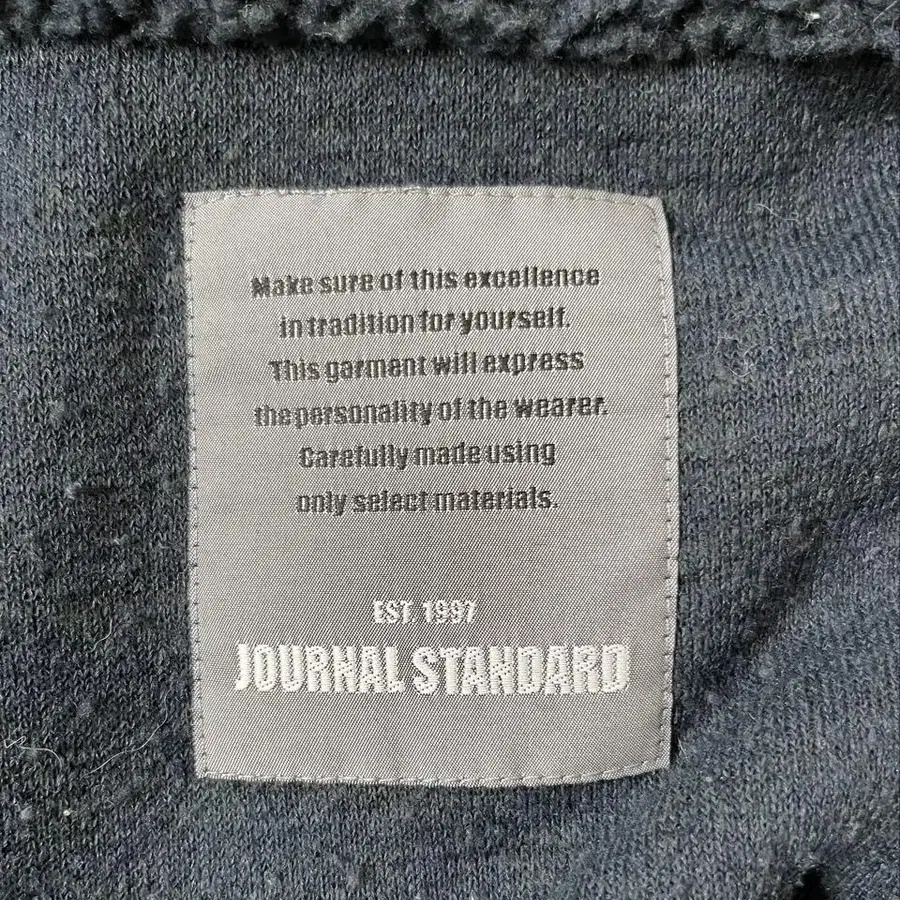 Make sure of this excellence
in tradition for yourself.
This garment will express
the personality of the wearer.
Carefully made using
only select materials.
EST. 1997
JOURNAL STANDARD